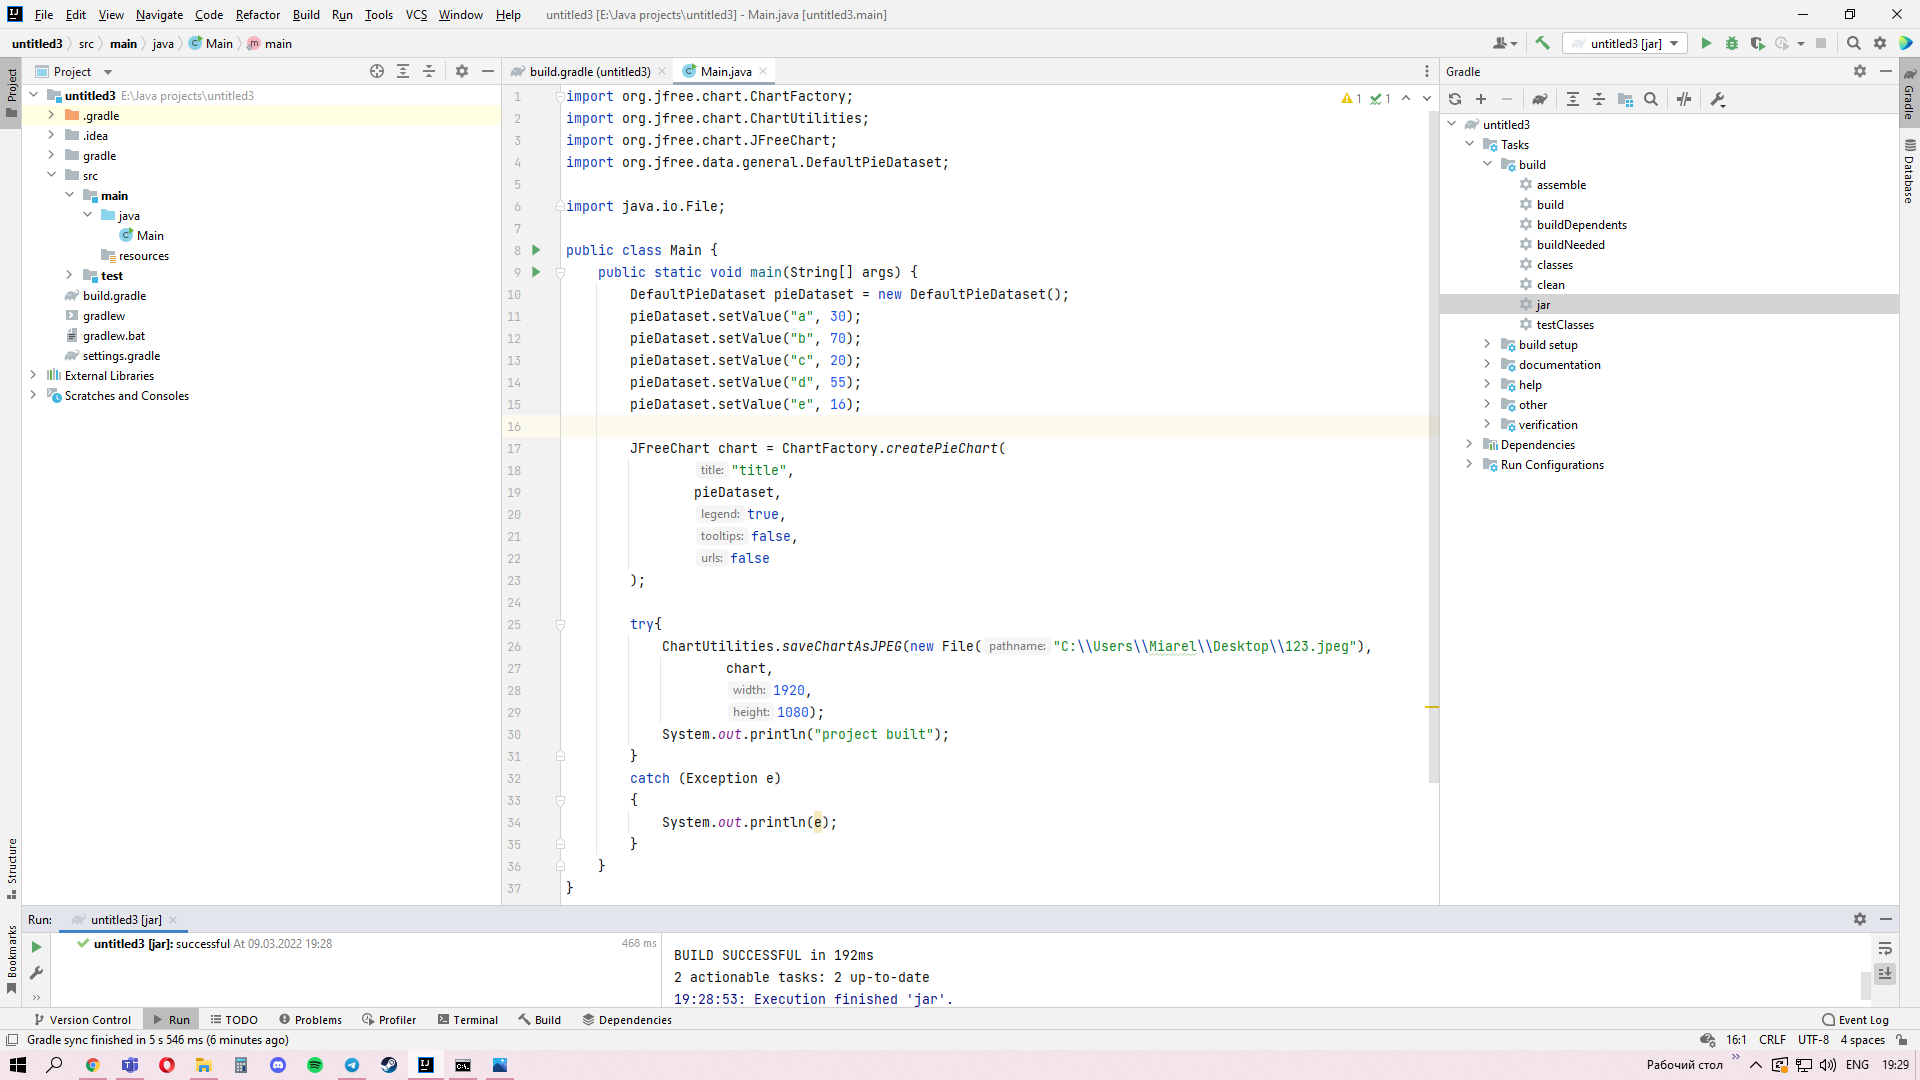 File Edit View Navigate Code Refactor Build Run Tools VCS Window Help untitled3 [E:\Java projects\untitled3] - Main.java [untitled3.main]
untitled3 src main java Main main
untitled3 [jar]
Project
build.gradle (untitled3) Main.java
Gradle
untitled3 E:\Java projects\untitled3
.gradle
.idea
gradle
src
main
java
Main
resources
test
build.gradle
gradlew
gradlew.bat
settings.gradle
External Libraries
Scratches and Consoles
Project
Structure
Bookmarks
1 import org.jfree.chart.ChartFactory;
2 import org.jfree.chart.ChartUtilities;
3 import org.jfree.chart.JFreeChart;
4 import org.jfree.data.general.DefaultPieDataset;
5
6 import java.io.File;
7
8 public class Main {
9 public static void main(String[] args) {
10 DefaultPieDataset pieDataset = new DefaultPieDataset();
11 pieDataset.setValue("a", 30);
12 pieDataset.setValue("b", 70);
13 pieDataset.setValue("c", 20);
14 pieDataset.setValue("d", 55);
15 pieDataset.setValue("e", 16);
16
17 JFreeChart chart = ChartFactory.createPieChart(
18 title: "title",
19 pieDataset,
20 legend: true,
21 tooltips: false,
22 urls: false
23 );
24
25 try{
26 ChartUtilities.saveChartAsJPEG(new File( pathname: "C:\\Users\\Miarel\\Desktop\\123.jpeg"),
27 chart,
28 width: 1920,
29 height: 1080);
30 System.out.println("project built");
31 }
32 catch (Exception e)
33 {
34 System.out.println(e);
35 }
36 }
37 }
1 1
untitled3
Tasks
build
assemble
build
buildDependents
buildNeeded
classes
clean
jar
testClasses
build setup
documentation
help
other
verification
Dependencies
Run Configurations
Gradle
Database
Run: untitled3 [jar]
untitled3 [jar]: successful At 09.03.2022 19:28 468 ms
BUILD SUCCESSFUL in 192ms
2 actionable tasks: 2 up-to-date
19:28:53: Execution finished 'jar'.
Version Control Run TODO Problems Profiler Terminal Build Dependencies Event Log
Gradle sync finished in 5 s 546 ms (6 minutes ago) 16:1 CRLF UTF-8 4 spaces
Рабочий стол ENG 19:29